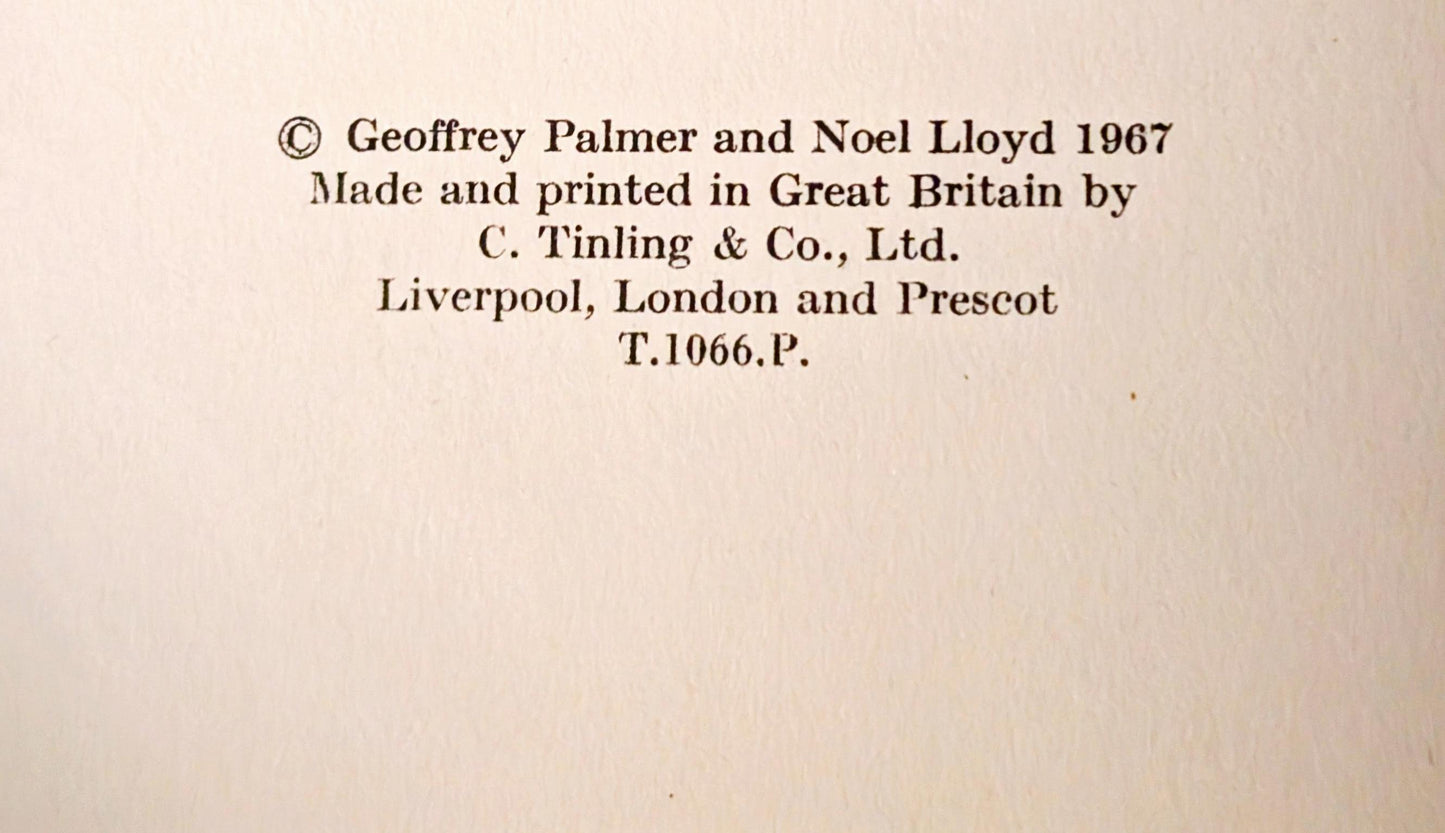 © Geoffrey Palmer and Noel Lloyd 1967
Made and printed in Great Britain by
C. Tinling & Co., Ltd.
Liverpool, London and Prescot
T.1066.P.